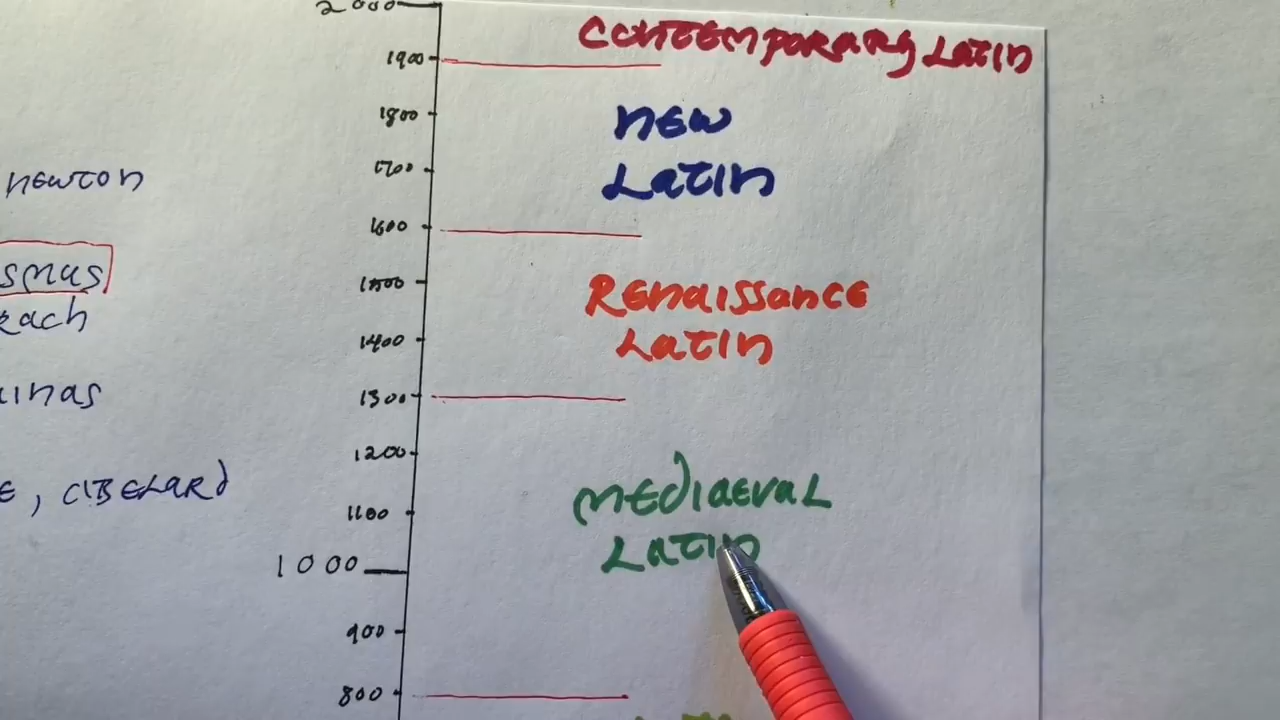 2000
CONTEMPORARY LATIN
1900
1800
NEW
LATIN
1700
NEWTON
1600
SMUS
1500
RENAISSANCE
RACH
1400
LATIN
1300
UINAS
1200
MEDIAEVAL
E, ABELARD
1100
LATIN
1000
900
800